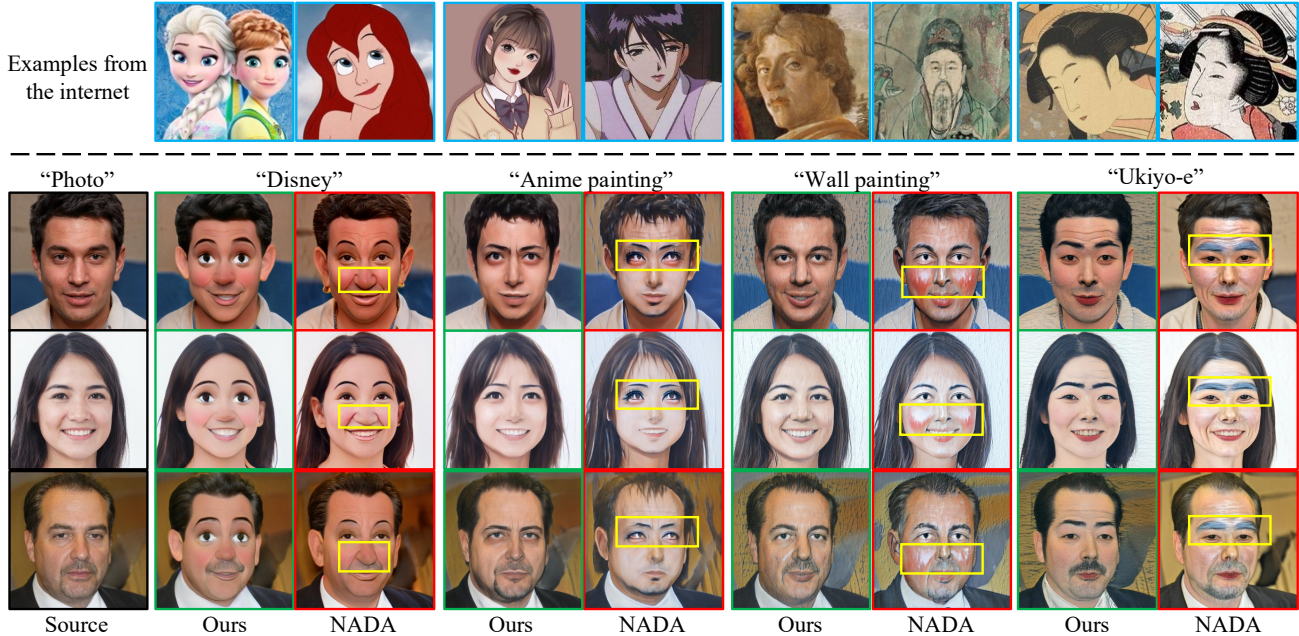 Examples from
the internet
“Photo”
“Disney”
“Anime painting”
“Wall painting”
“Ukiyo-e”
Source
Ours
NADA
Ours
NADA
Ours
NADA
Ours
NADA